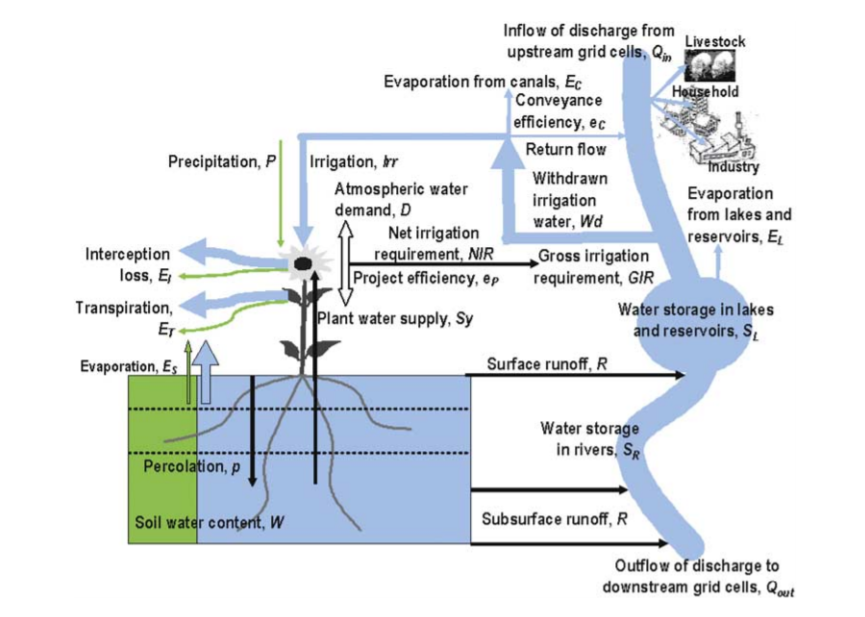 Inflow of discharge from
upstream grid cells, Qin
Livestock
Evaporation from canals, EC
Household
Conveyance
efficiency, eC
Precipitation, P
Irrigation, Irr
Return flow
Industry
Atmospheric water
demand, D
Withdrawn
irrigation
water, Wd
Evaporation
from lakes and
reservoirs, EL
Net irrigation
requirement, NIR
Interception
loss, EI
Project efficiency, eP
Gross irrigation
requirement, GIR
Transpiration,
ET
Plant water supply, Sy
Water storage in lakes
and reservoirs, SL
Evaporation, ES
Surface runoff, R
Water storage
in rivers, SR
Percolation, p
Soil water content, W
Subsurface runoff, R
Outflow of discharge to
downstream grid cells, Qout